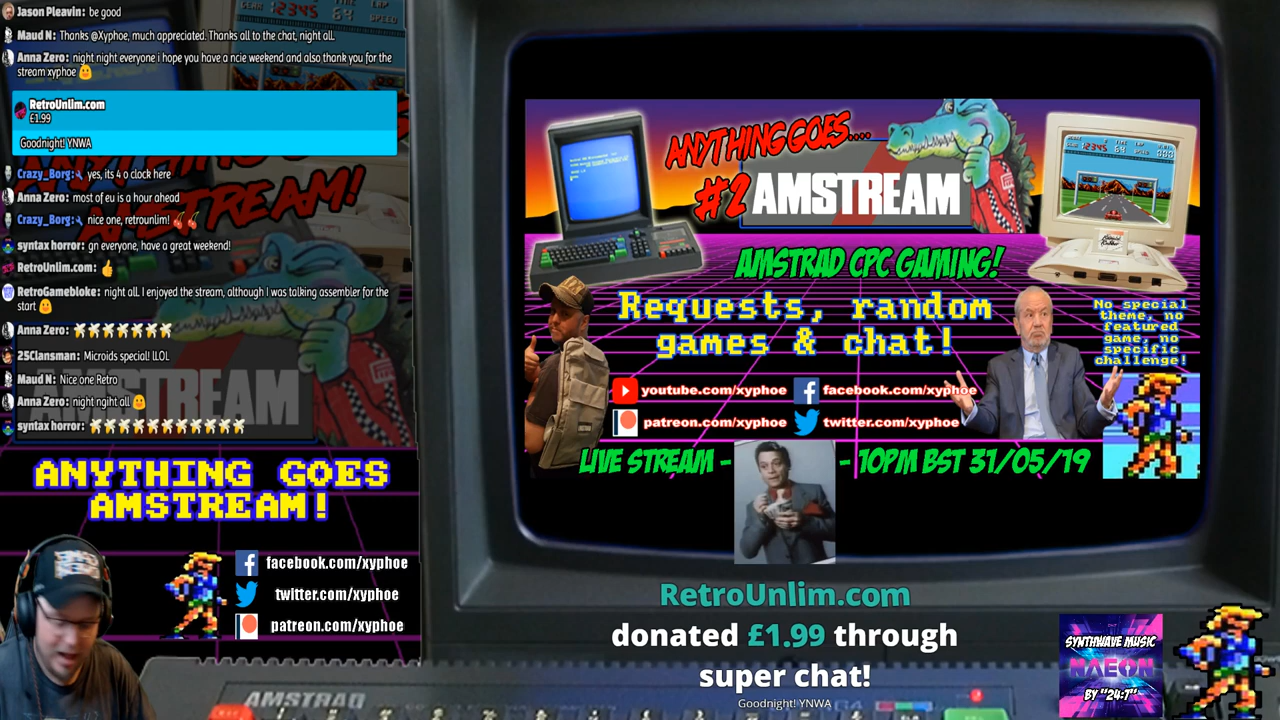 Jason Pleavin: be good
Maud N: Thanks @Xyphoe, much appreciated. Thanks all to the chat, night all.
Anna Zero: night night everyone i hope you have a ncie weekend and also thank you for the
stream xyphoe
RetroUnlim.com
£1.99
Goodnight! YNWA
Crazy_Borg: yes, its 4 o clock here
Anna Zero: most of eu is a hour ahead
Crazy_Borg: nice one, retrounlim!
syntax horror: gn everyone, have a great weekend!
RetroUnlim.com:
RetroGamebloke: night all. I enjoyed the stream, although I was talking assembler for the
start
Anna Zero:
25Clansman: Microids special! lLOL
Maud N: Nice one Retro
Anna Zero: night ngiht all
syntax horror:
ANYTHING GOES
AMSTREAM!
facebook.com/xyphoe
twitter.com/xyphoe
patreon.com/xyphoe
ANYTHING GOES....
#2 AMSTREAM
AMSTRAD CPC GAMING!
Requests, random
games & chat!
No special
theme, no
featured
game, no
specific
challenge!
youtube.com/xyphoe
facebook.com/xyphoe
patreon.com/xyphoe
twitter.com/xyphoe
LIVE STREAM - - 10PM BST 31/05/19
RetroUnlim.com
donated £1.99 through
super chat!
Goodnight! YNWA
AMSTRAD
SYNTHWAVE MUSIC
NAEON
BY "24:7"